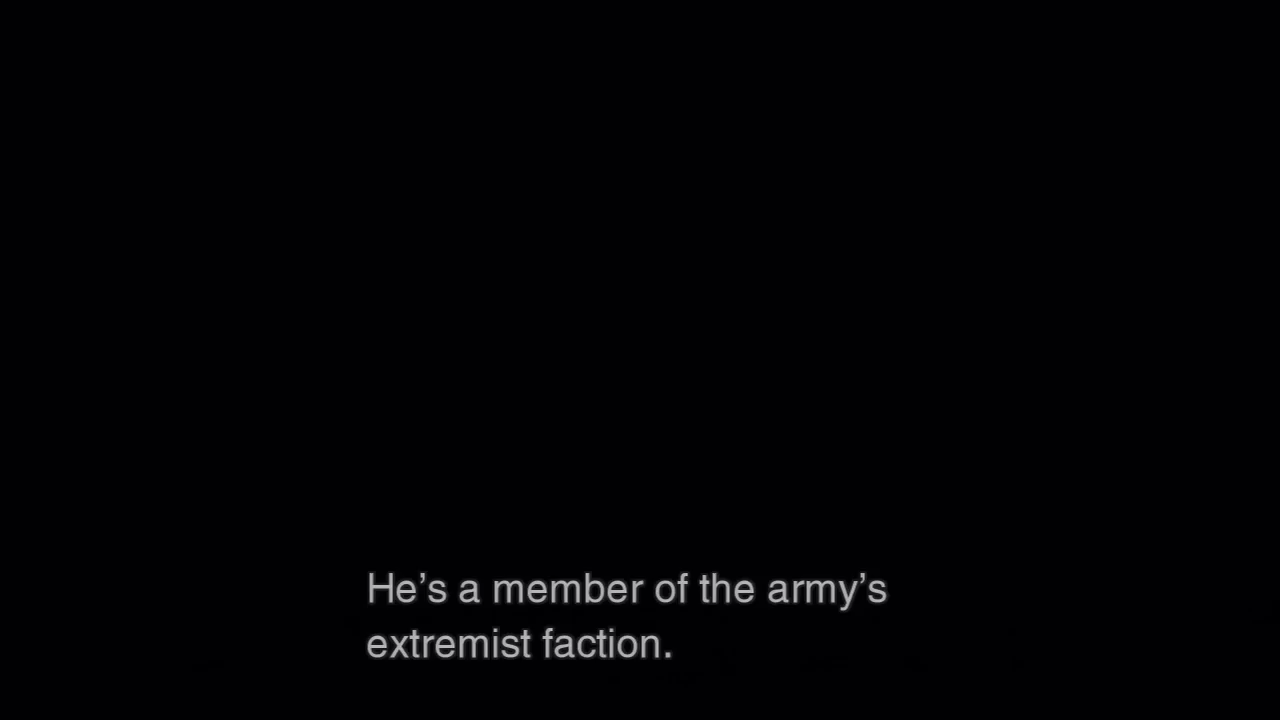 He’s a member of the army’s
extremist faction.